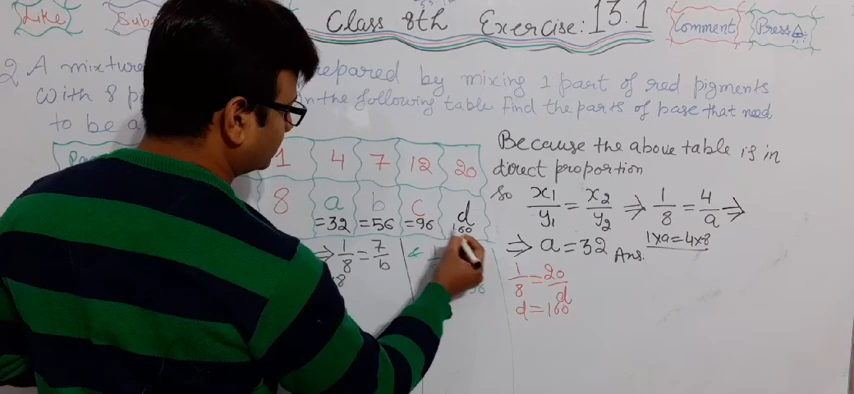 Like
Class 8th Exercise: 13.1
Comment
Press
2 A mixture
prepared by mixing 1 part of red pigments
with 8
in the following table find the parts of base that need
to be a
1 4 7 12 20
8 a b c d
=32 =56 =96 160
Because the above table is in
direct proportion
So x₁/y₁ = x₂/y₂ ⇒ 1/8 = 4/a ⇒
⇒ a=32 Ans.
1×a=4×8
⇒ 1/8 = 7/b
1/8 = 20/d
d=160